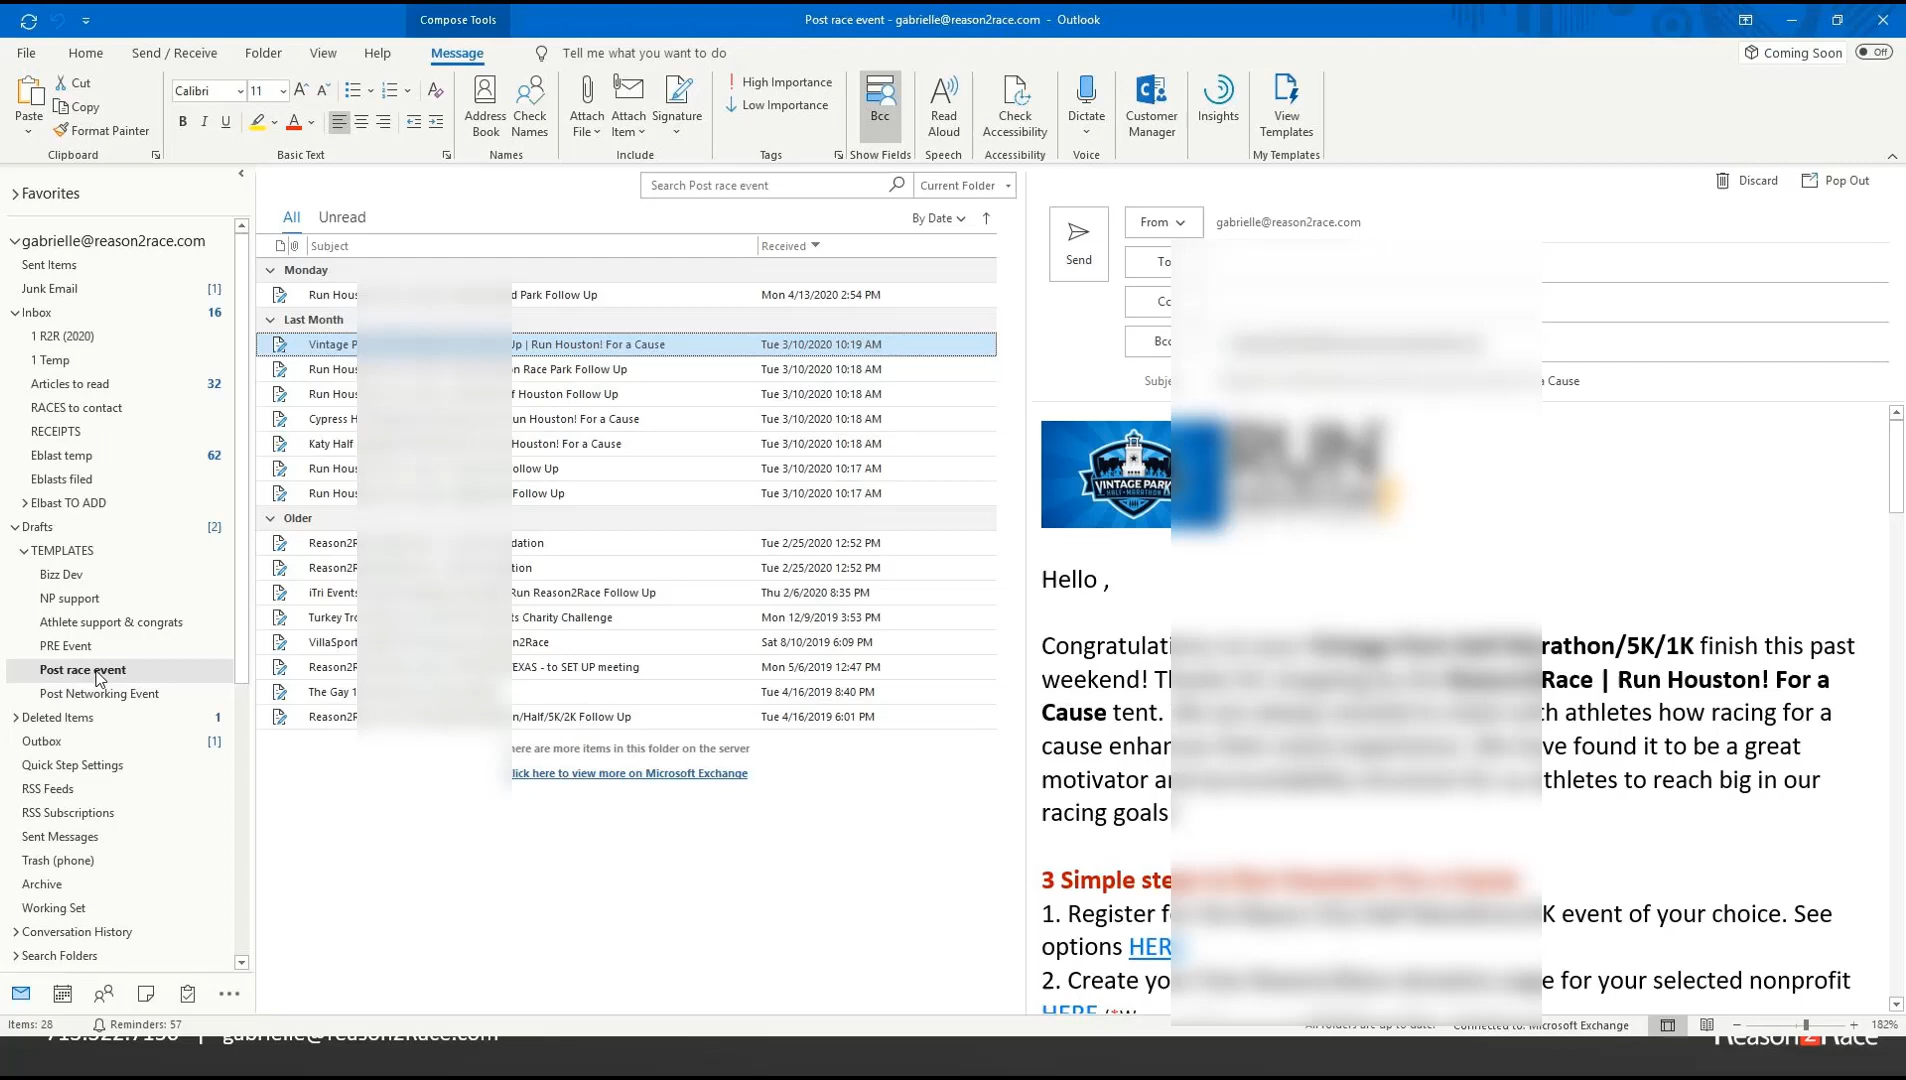 Compose Tools
Post race event - gabrielle@reason2race.com - Outlook
File Home Send / Receive Folder View Help Message Tell me what you want to do
Coming Soon Off
Paste
Cut
Copy
Format Painter
Clipboard
Calibri 11
B I U A
Basic Text
Address Book
Check Names
Names
Attach File
Attach Item
Signature
Include
High Importance
Low Importance
Tags
Bcc
Show Fields
Read Aloud
Speech
Check Accessibility
Accessibility
Dictate
Voice
Customer Manager
Insights
View Templates
My Templates
Favorites
gabrielle@reason2race.com
Sent Items
Junk Email [1]
Inbox 16
1 R2R (2020)
1 Temp
Articles to read 32
RACES to contact
RECEIPTS
Eblast temp 62
Eblasts filed
Elbast TO ADD
Drafts [2]
TEMPLATES
Bizz Dev
NP support
Athlete support & congrats
PRE Event
Post race event
Post Networking Event
Deleted Items 1
Outbox [1]
Quick Step Settings
RSS Feeds
RSS Subscriptions
Sent Messages
Trash (phone)
Archive
Working Set
Conversation History
Search Folders
Items: 28 Reminders: 57
Search Post race event Current Folder
All Unread By Date
Subject Received
Monday
Run Hous d Park Follow Up Mon 4/13/2020 2:54 PM
Last Month
Vintage P Up | Run Houston! For a Cause Tue 3/10/2020 10:19 AM
Run Hous on Race Park Follow Up Tue 3/10/2020 10:18 AM
Run Hous f Houston Follow Up Tue 3/10/2020 10:18 AM
Cypress H un Houston! For a Cause Tue 3/10/2020 10:18 AM
Katy Half Houston! For a Cause Tue 3/10/2020 10:18 AM
Run Hous ollow Up Tue 3/10/2020 10:17 AM
Run Hous Follow Up Tue 3/10/2020 10:17 AM
Older
Reason2R dation Tue 2/25/2020 12:52 PM
Reason2R tion Tue 2/25/2020 12:52 PM
iTri Events Run Reason2Race Follow Up Thu 2/6/2020 8:35 PM
Turkey Tro ts Charity Challenge Mon 12/9/2019 3:53 PM
VillaSport n2Race Sat 8/10/2019 6:09 PM
Reason2R TEXAS - to SET UP meeting Mon 5/6/2019 12:47 PM
The Gay 1 Tue 4/16/2019 8:40 PM
Reason2R n/Half/5K/2K Follow Up Tue 4/16/2019 6:01 PM
here are more items in this folder on the server
lick here to view more on Microsoft Exchange
Discard Pop Out
Send
From gabrielle@reason2race.com
To
Cc
Bcc
Subje a Cause
VINTAGE PARK
HALF MARATHON
RUN
Hello ,
Congratulati rathon/5K/1K finish this past
weekend! Th Race | Run Houston! For a
Cause tent. th athletes how racing for a
cause enhan ve found it to be a great
motivator an thletes to reach big in our
racing goals
3 Simple ste
1. Register f K event of your choice. See
options HERE
2. Create yo e for your selected nonprofit
HERE (*w
Connected to: Microsoft Exchange 182%
713.522.7136 | gabrielle@reason2Race.com
Reason2Race